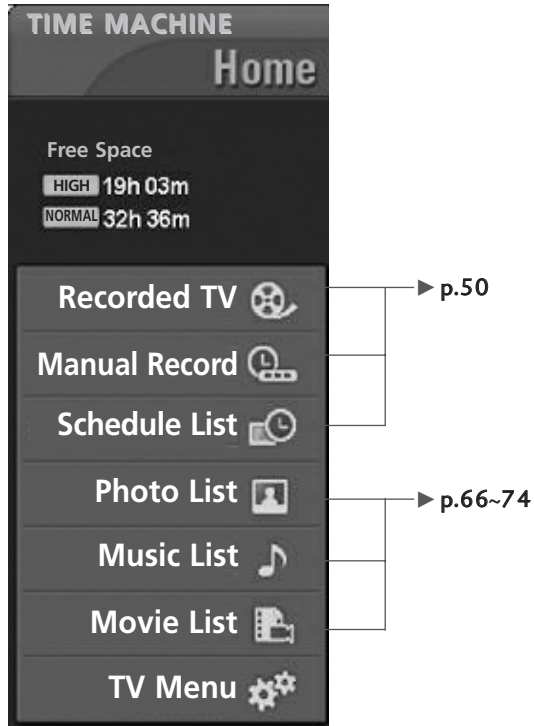 TIME MACHINE
Home
Free Space
HIGH 19h 03m
NORMAL 32h 36m
Recorded TV ▶ p.50
Manual Record
Schedule List
Photo List ▶ p.66~74
Music List
Movie List
TV Menu